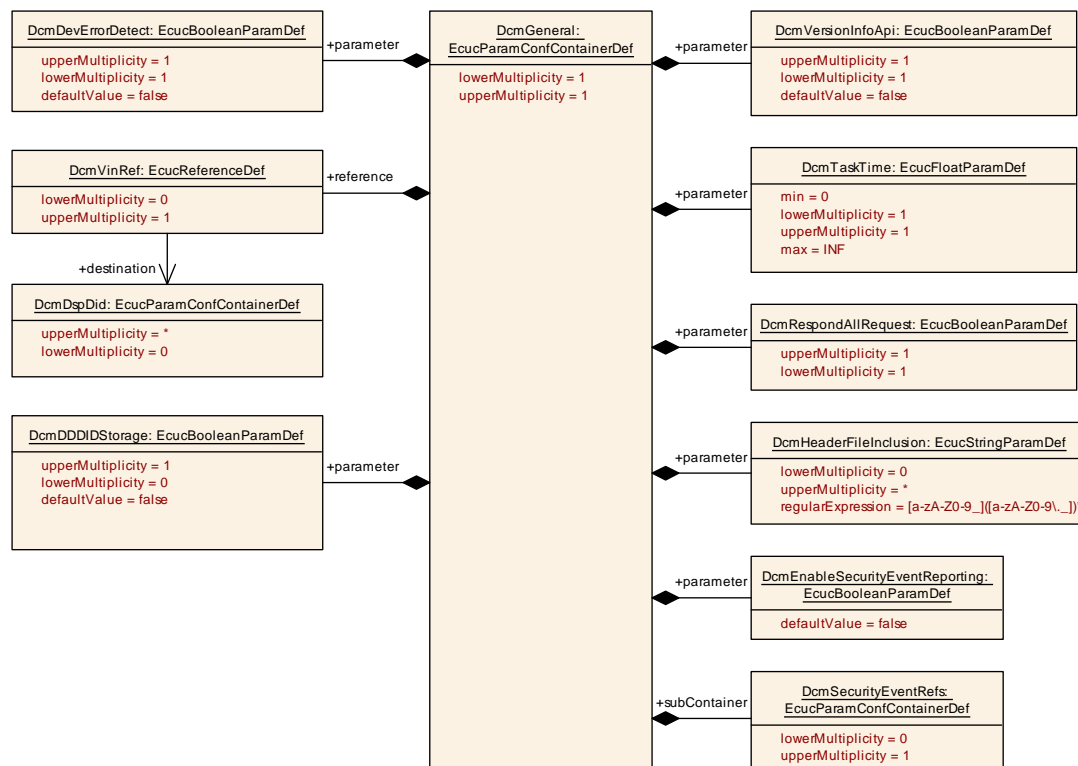 DcmDevErrorDetect: EcucBooleanParamDef
upperMultiplicity = 1
lowerMultiplicity = 1
defaultValue = false
+parameter
DcmVinRef: EcucReferenceDef
lowerMultiplicity = 0
upperMultiplicity = 1
+reference
+destination
DcmDspDid: EcucParamConfContainerDef
upperMultiplicity = *
lowerMultiplicity = 0
DcmDDDIDStorage: EcucBooleanParamDef
upperMultiplicity = 1
lowerMultiplicity = 0
defaultValue = false
+parameter
DcmGeneral:
EcucParamConfContainerDef
lowerMultiplicity = 1
upperMultiplicity = 1
+parameter
DcmVersionInfoApi: EcucBooleanParamDef
upperMultiplicity = 1
lowerMultiplicity = 1
defaultValue = false
+parameter
DcmTaskTime: EcucFloatParamDef
min = 0
lowerMultiplicity = 1
upperMultiplicity = 1
max = INF
+parameter
DcmRespondAllRequest: EcucBooleanParamDef
upperMultiplicity = 1
lowerMultiplicity = 1
+parameter
DcmHeaderFileInclusion: EcucStringParamDef
lowerMultiplicity = 0
upperMultiplicity = *
regularExpression = [a-zA-Z0-9_]([a-zA-Z0-9\._])
+parameter
DcmEnableSecurityEventReporting:
EcucBooleanParamDef
defaultValue = false
+subContainer
DcmSecurityEventRefs:
EcucParamConfContainerDef
lowerMultiplicity = 0
upperMultiplicity = 1